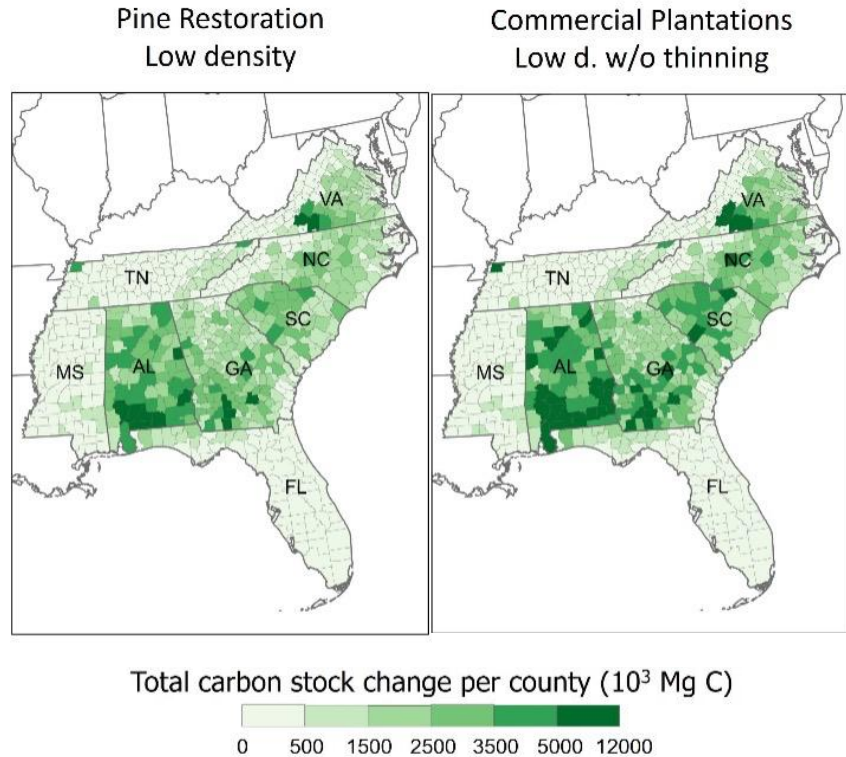 Pine Restoration
Low density
Commercial Plantations
Low d. w/o thinning
VA
NC
TN
SC
MS
AL
GA
FL
VA
NC
TN
SC
MS
AL
GA
FL
Total carbon stock change per county (10³ Mg C)
0 500 1500 2500 3500 5000 12000